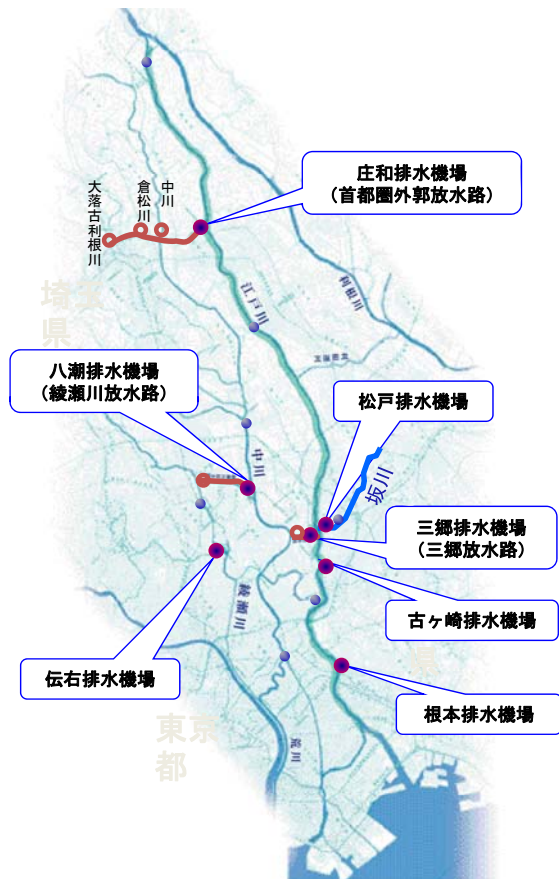 庄和排水機場
（首都圏外郭放水路）
中川
倉松川
大落古利根川
埼玉
県
江戸川
利根川
八潮排水機場
（綾瀬川放水路）
松戸排水機場
中川
坂川
三郷排水機場
（三郷放水路）
古ヶ崎排水機場
綾瀬川
県
伝右排水機場
根本排水機場
東京
都
荒川